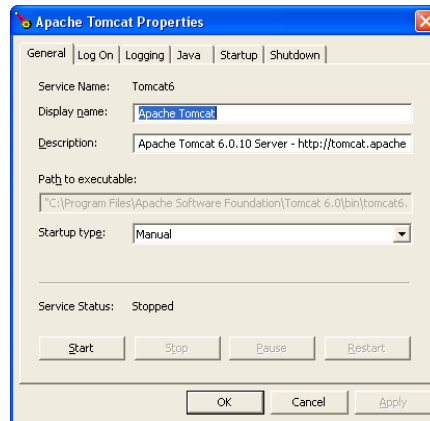 Apache Tomcat Properties
General Log On Logging Java Startup Shutdown
Service Name: Tomcat6
Display name: Apache Tomcat
Description: Apache Tomcat 6.0.10 Server - http://tomcat.apache
Path to executable:
"C:\Program Files\Apache Software Foundation\Tomcat 6.0\bin\tomcat6.
Startup type: Manual
Service Status: Stopped
Start Stop Pause Restart
OK Cancel Apply